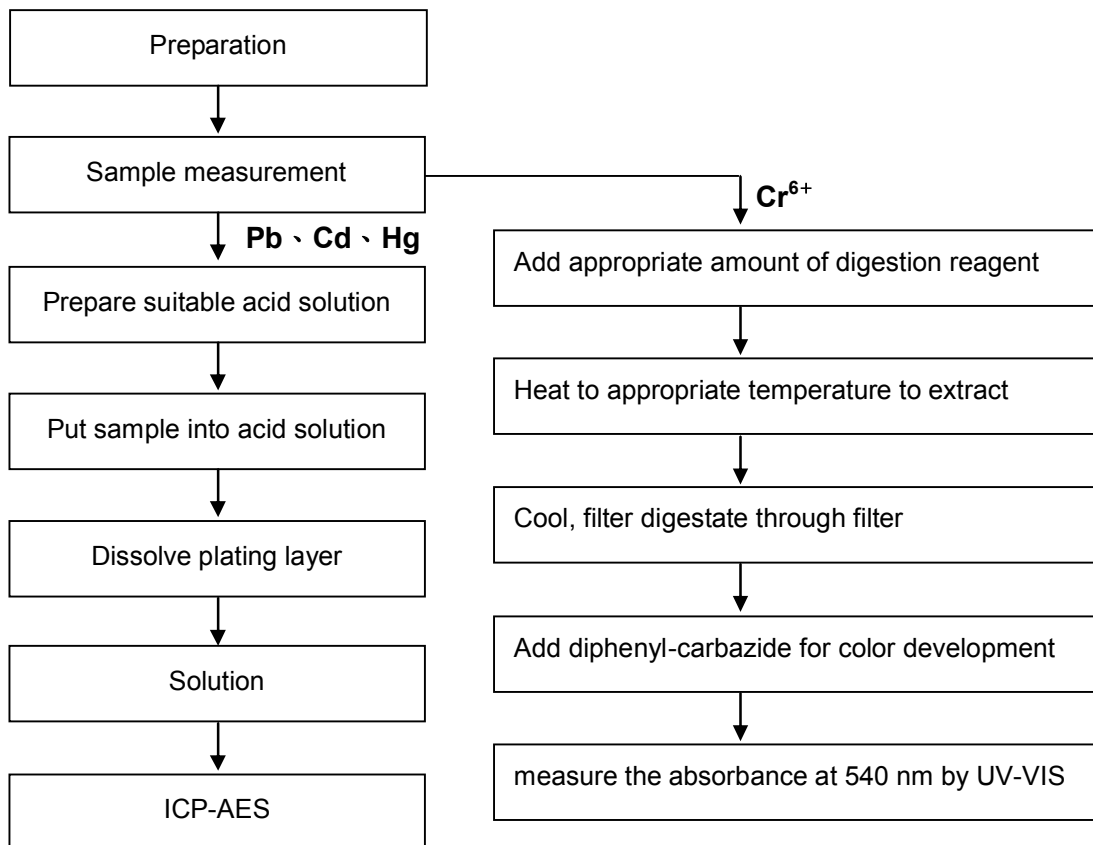 Preparation
Sample measurement
Pb、Cd、Hg
Prepare suitable acid solution
Put sample into acid solution
Dissolve plating layer
Solution
ICP-AES
Cr⁶⁺
Add appropriate amount of digestion reagent
Heat to appropriate temperature to extract
Cool, filter digestate through filter
Add diphenyl-carbazide for color development
measure the absorbance at 540 nm by UV-VIS